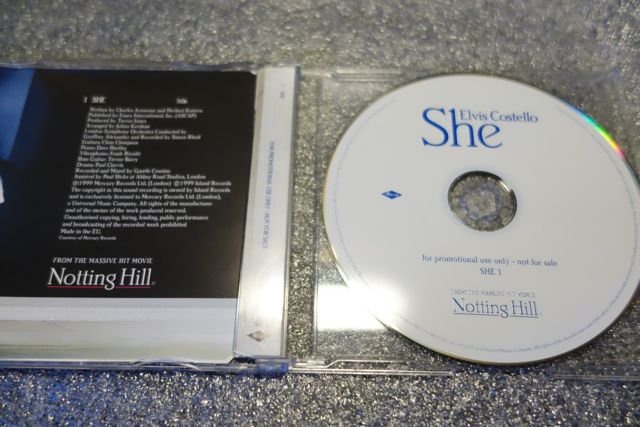 1 SHE 3:06
Written by Charles Aznavour and Herbert Kretzmer
Published by Essex International, Inc. (ASCAP)
Produced by Trevor Jones
Arranged by Julian Kershaw
London Symphony Orchestra Conducted by
Geoffrey Alexander and Recorded by Simon Rhodes
Guitars: Clem Clempson
Piano: Dave Hartley
Vibraphone: Frank Ricotti
Bass Guitar: Trevor Barry
Drums: Paul Clarvis
Recorded and Mixed by Gareth Cousins
Assisted by Paul Hicks at Abbey Road Studios, London
℗1999 Mercury Records Ltd. (London) ©1999 Island Records
The copyright in this sound recording is owned by Island Records
and is exclusively licensed to Mercury Records Ltd. (London),
a Universal Music Company. All rights of the manufacturer
and of the owner of the work produced reserved.
Unauthorised copying, hiring, lending, public performance
and broadcasting of the recorded work prohibited
Made in the EU.
Courtesy of Mercury Records
FROM THE MASSIVE HIT MOVIE
Notting Hill
FOR PROMOTIONAL USE ONLY - NOT FOR SALE
Elvis Costello
She
for promotional use only - not for sale
SHE 1
FROM THE MASSIVE HIT MOVIE
Notting Hill